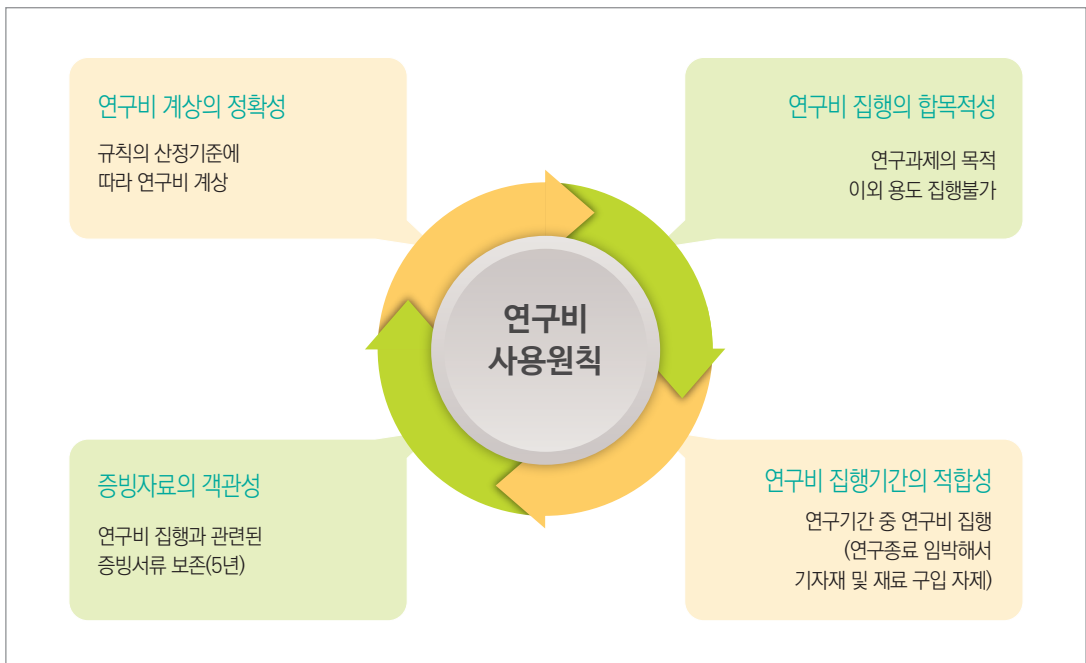 연구비 계상의 정확성
규칙의 산정기준에
따라 연구비 계상
연구비 집행의 합목적성
연구과제의 목적
이외 용도 집행불가
연구비
사용원칙
증빙자료의 객관성
연구비 집행과 관련된
증빙서류 보존(5년)
연구비 집행기간의 적합성
연구기간 중 연구비 집행
(연구종료 임박해서
기자재 및 재료 구입 자제)